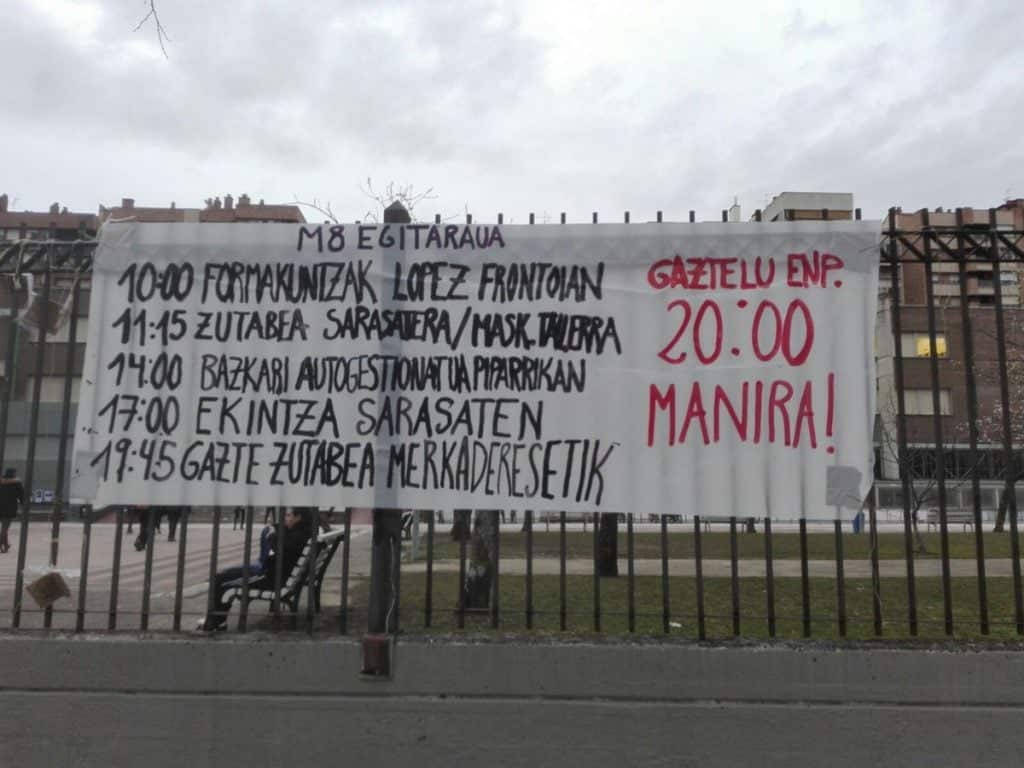 M8 EGITARAUA
10:00 FORMAKUNTZAK LOPEZ FRONTOIAN
11:15 ZUTABEA SARASATERA/MASK.TALLERRA
14:00 BAZKARI AUTOGESTIONATUA PIPARRIKAN
17:00 EKINTZA SARASATEN
19:45 GAZTE ZUTABEA MERKADERESETIK
GAZTELU ENP.
20:00
MANIRA!